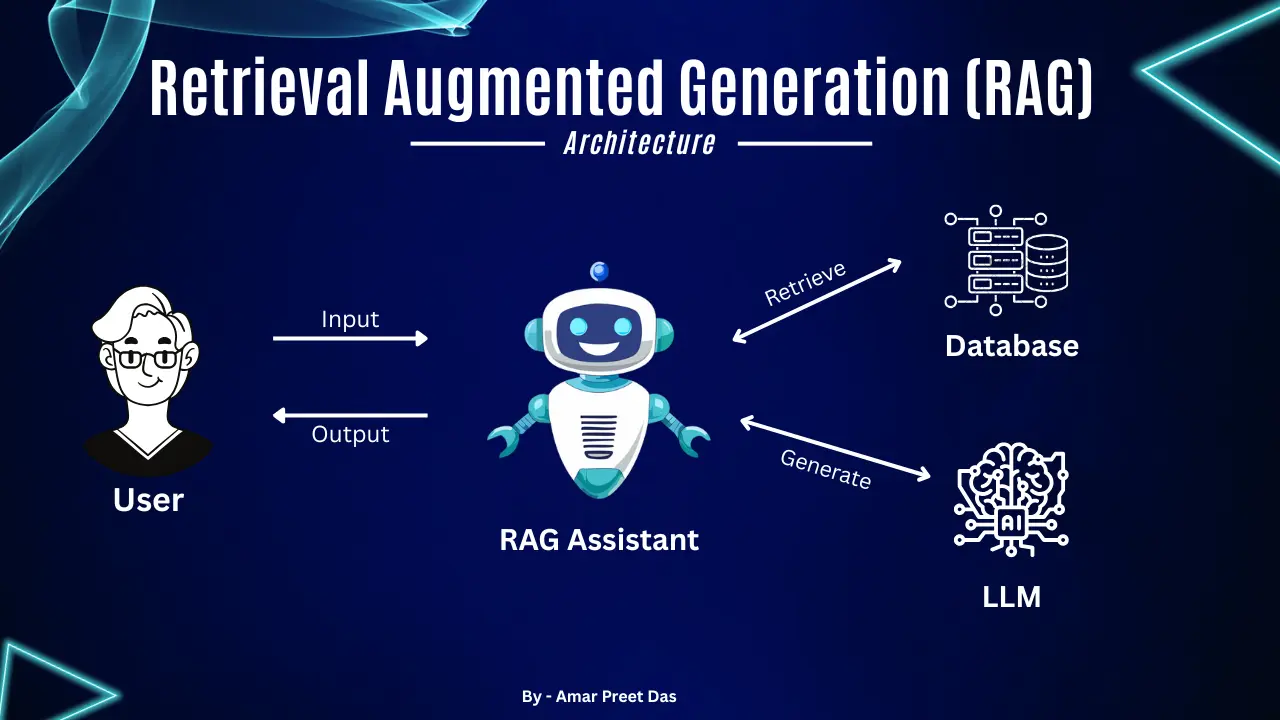 Retrieval Augmented Generation (RAG)
Architecture
Input
Output
User
RAG Assistant
Retrieve
Database
Generate
AI
LLM
By - Amar Preet Das